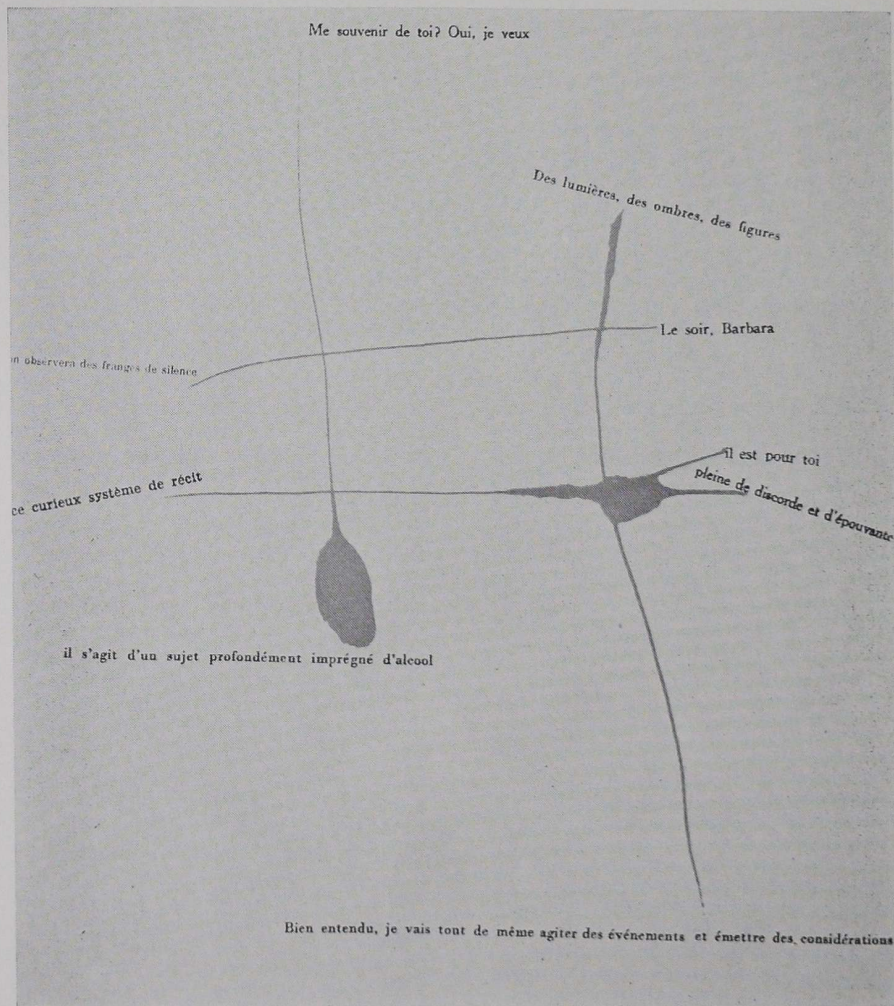 Me souvenir de toi? Oui, je veux
Des lumières, des ombres, des figures
Le soir, Barbara
n observera des franges de silence
il est pour toi
pleine de discorde et d'épouvante
ce curieux système de récit
il s'agit d'un sujet profondément imprégné d'alcool
Bien entendu, je vais tout de même agiter des événements et émettre des considérations